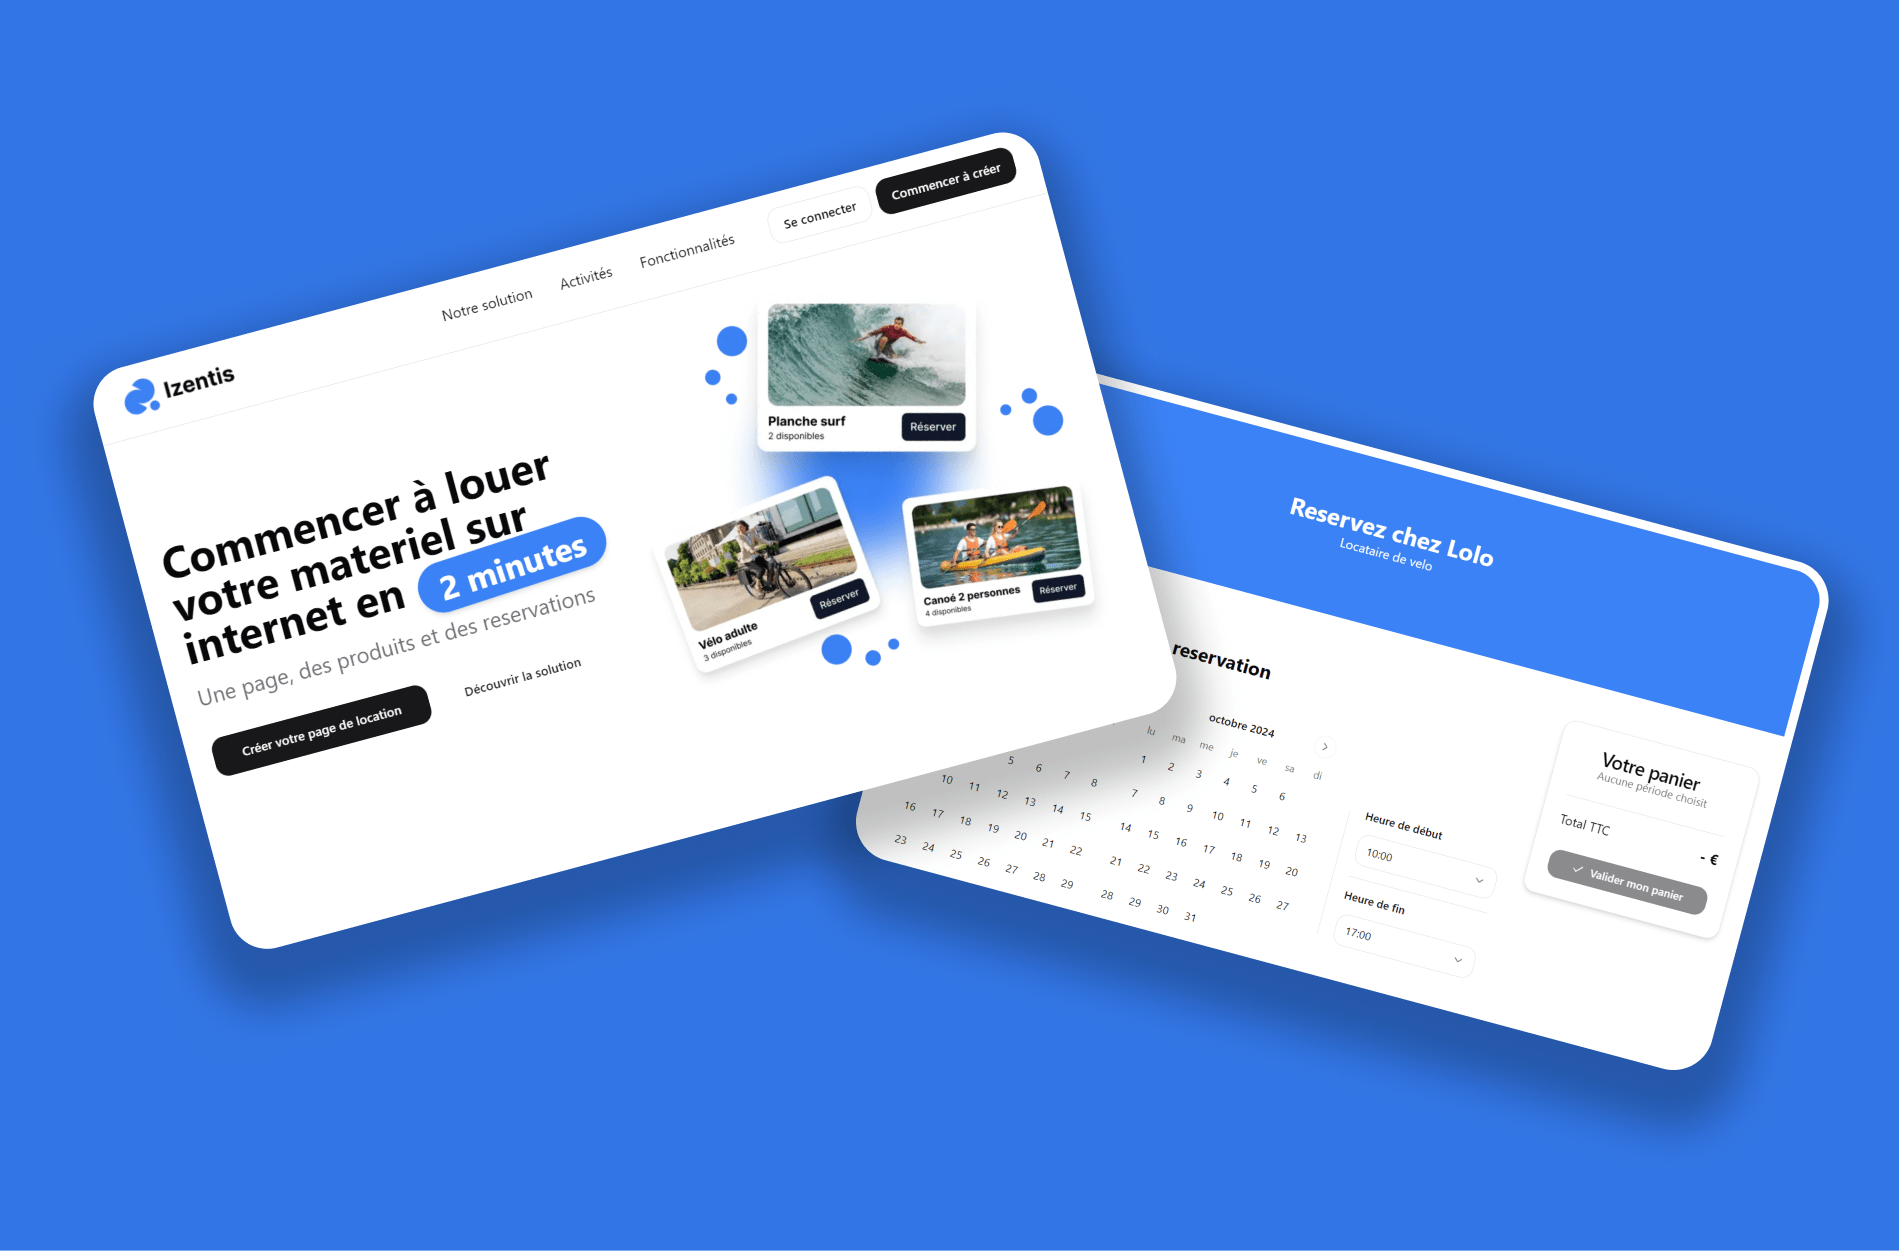 Izentis
Notre solution
Activités
Fonctionnalités
Se connecter
Commencer à créer
Commencer à louer
votre materiel sur
internet en 2 minutes
Une page, des produits et des reservations
Créer votre page de location
Découvrir la solution
Planche surf
2 disponibles
Réserver
Vélo adulte
3 disponibles
Réserver
Canoé 2 personnes
4 disponibles
Réserver
Reservez chez Lolo
Locataire de velo
reservation
5 6 7 8
10 11 12 13 14 15
16 17 18 19 20 21 22
23 24 25 26 27 28 29
octobre 2024
lu ma me je ve sa di
1 2 3 4 5 6
7 8 9 10 11 12 13
14 15 16 17 18 19 20
21 22 23 24 25 26 27
28 29 30 31
Heure de début
10:00
Heure de fin
17:00
Votre panier
Aucune période choisit
Total TTC
- €
Valider mon panier